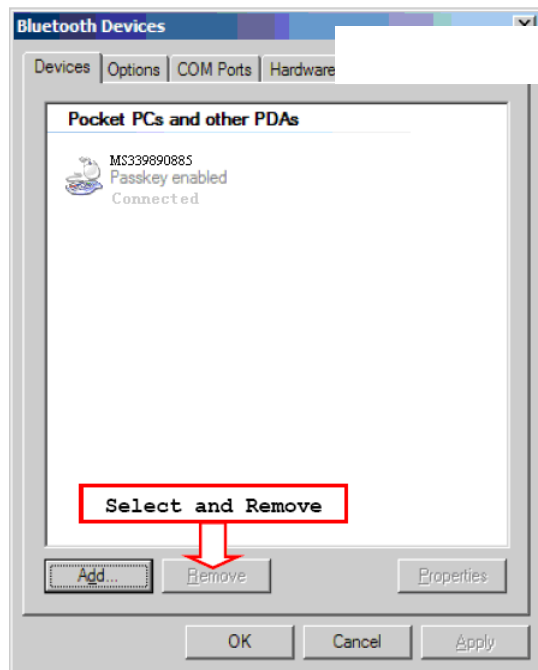 Bluetooth Devices
Devices Options COM Ports Hardware
Pocket PCs and other PDAs
MS339890885
Passkey enabled
Connected
Select and Remove
Add... Remove Properties
OK Cancel Apply